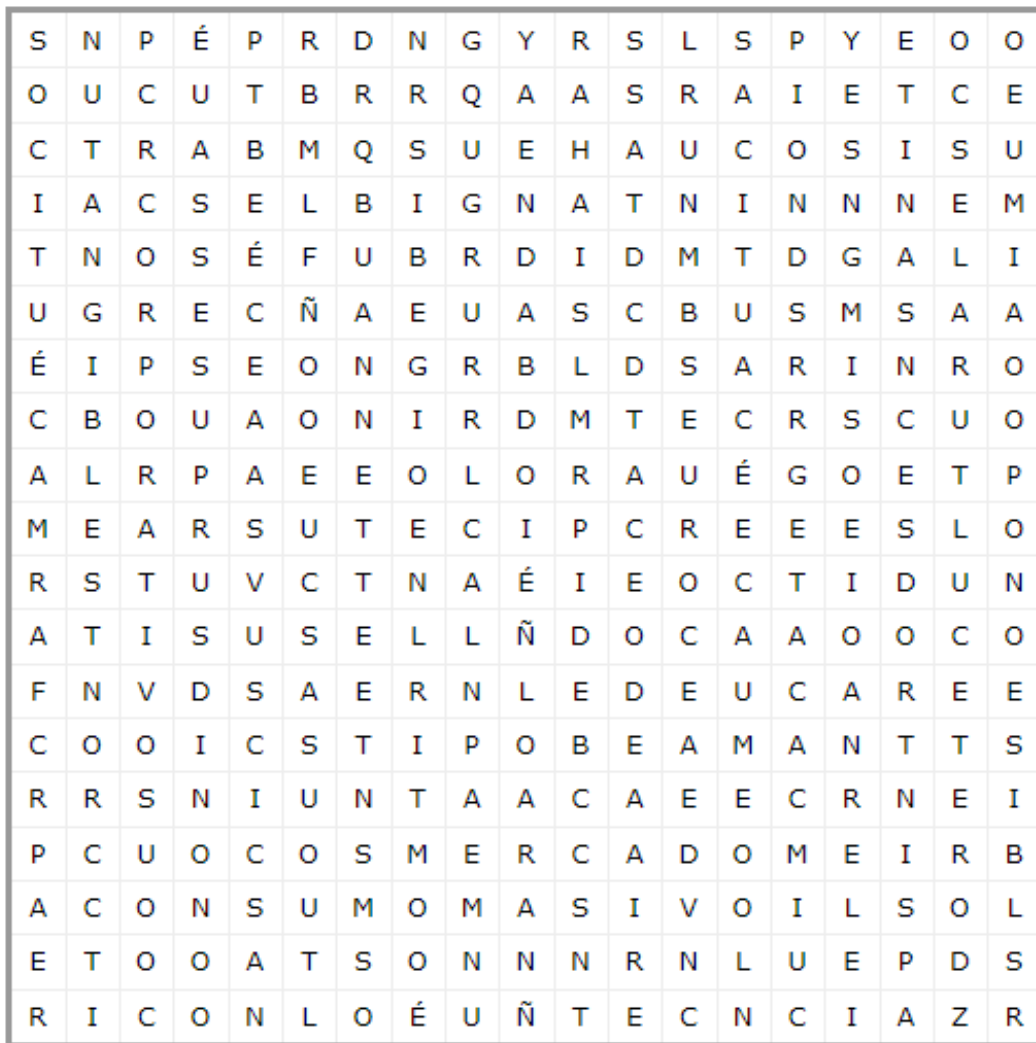 S N P É P R D N G Y R S L S P Y E O O
O U C U T B R R Q A A S R A I E T C E
C T R A B M Q S U E H A U C O S I S U
I A C S E L B I G N A T N I N N N E M
T N O S É F U B R D I D M T D G A L I
U G R E C Ñ A E U A S C B U S M S A A
É I P S E O N G R B L D S A R I N R O
C B O U A O N I R D M T E C R S C U O
A L R P A E E O L O R A U É G O E T P
M E A R S U T E C I P C R E E E S L O
R S T U V C T N A É I E O C T I D U N
A T I S U S E L L Ñ D O C A A O O C O
F N V D S A E R N L E D E U C A R E E
C O O I C S T I P O B E A M A N T T S
R R S N I U N T A A C A E E C R N E I
P C U O C O S M E R C A D O M E I R B
A C O N S U M O M A S I V O I L S O L
E T O O A T S O N N N R N L U E P D S
R I C O N L O É U Ñ T E C N C I A Z R